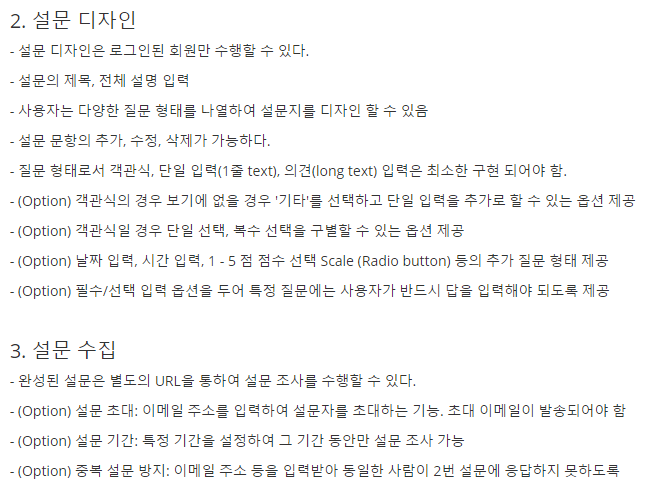 2. 설문 디자인
- 설문 디자인은 로그인된 회원만 수행할 수 있다.
- 설문의 제목, 전체 설명 입력
- 사용자는 다양한 질문 형태를 나열하여 설문지를 디자인 할 수 있음
- 설문 문항의 추가, 수정, 삭제가 가능하다.
- 질문 형태로서 객관식, 단일 입력(1줄 text), 의견(long text) 입력은 최소한 구현 되어야 함.
- (Option) 객관식의 경우 보기에 없을 경우 '기타'를 선택하고 단일 입력을 추가로 할 수 있는 옵션 제공
- (Option) 객관식일 경우 단일 선택, 복수 선택을 구별할 수 있는 옵션 제공
- (Option) 날짜 입력, 시간 입력, 1 - 5 점 점수 선택 Scale (Radio button) 등의 추가 질문 형태 제공
- (Option) 필수/선택 입력 옵션을 두어 특정 질문에는 사용자가 반드시 답을 입력해야 되도록 제공
3. 설문 수집
- 완성된 설문은 별도의 URL을 통하여 설문 조사를 수행할 수 있다.
- (Option) 설문 초대: 이메일 주소를 입력하여 설문자를 초대하는 기능. 초대 이메일이 발송되어야 함
- (Option) 설문 기간: 특정 기간을 설정하여 그 기간 동안만 설문 조사 가능
- (Option) 중복 설문 방지: 이메일 주소 등을 입력받아 동일한 사람이 2번 설문에 응답하지 못하도록